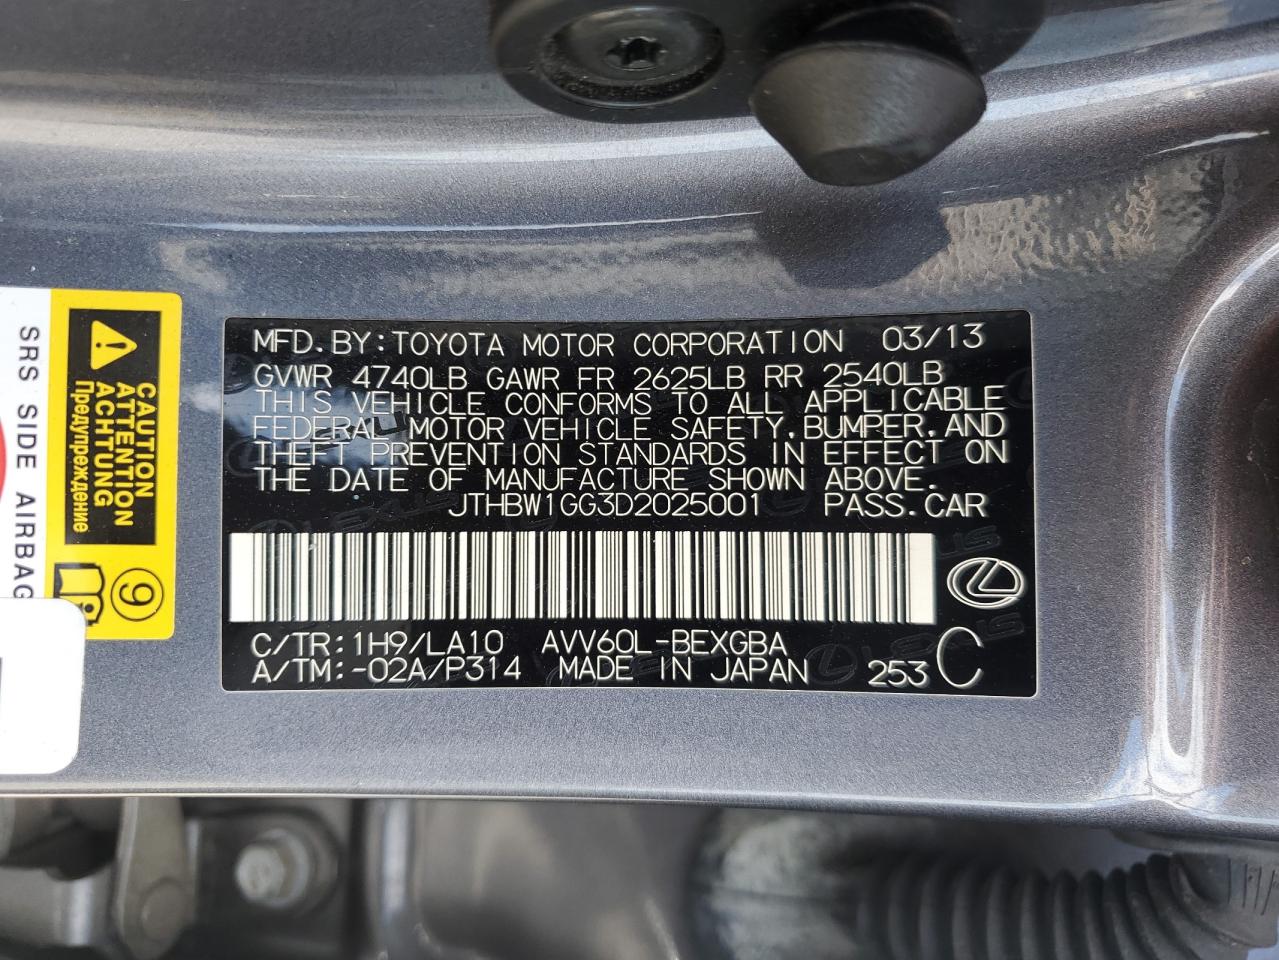 MFD.BY:TOYOTA MOTOR CORPORATION 03/13
GVWR 4740LB GAWR FR 2625LB RR 2540LB
THIS VEHICLE CONFORMS TO ALL APPLICABLE
FEDERAL MOTOR VEHICLE SAFETY,BUMPER,AND
THEFT PREVENTION STANDARDS IN EFFECT ON
THE DATE OF MANUFACTURE SHOWN ABOVE.
JTHBW1GG3D2025001 PASS.CAR
C/TR:1H9/LA10 AVV60L-BEXGBA
A/TM:-02A/P314 MADE IN JAPAN 253 C
CAUTION
ATTENTION
ACHTUNG
Предупреждение
9
SRS SIDE AIRBAG